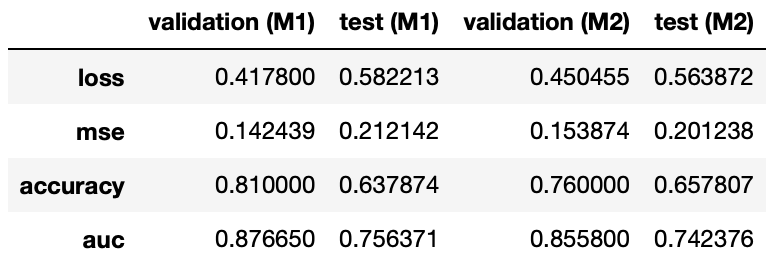 validation (M1) test (M1) validation (M2) test (M2)
loss 0.417800 0.582213 0.450455 0.563872
mse 0.142439 0.212142 0.153874 0.201238
accuracy 0.810000 0.637874 0.760000 0.657807
auc 0.876650 0.756371 0.855800 0.742376